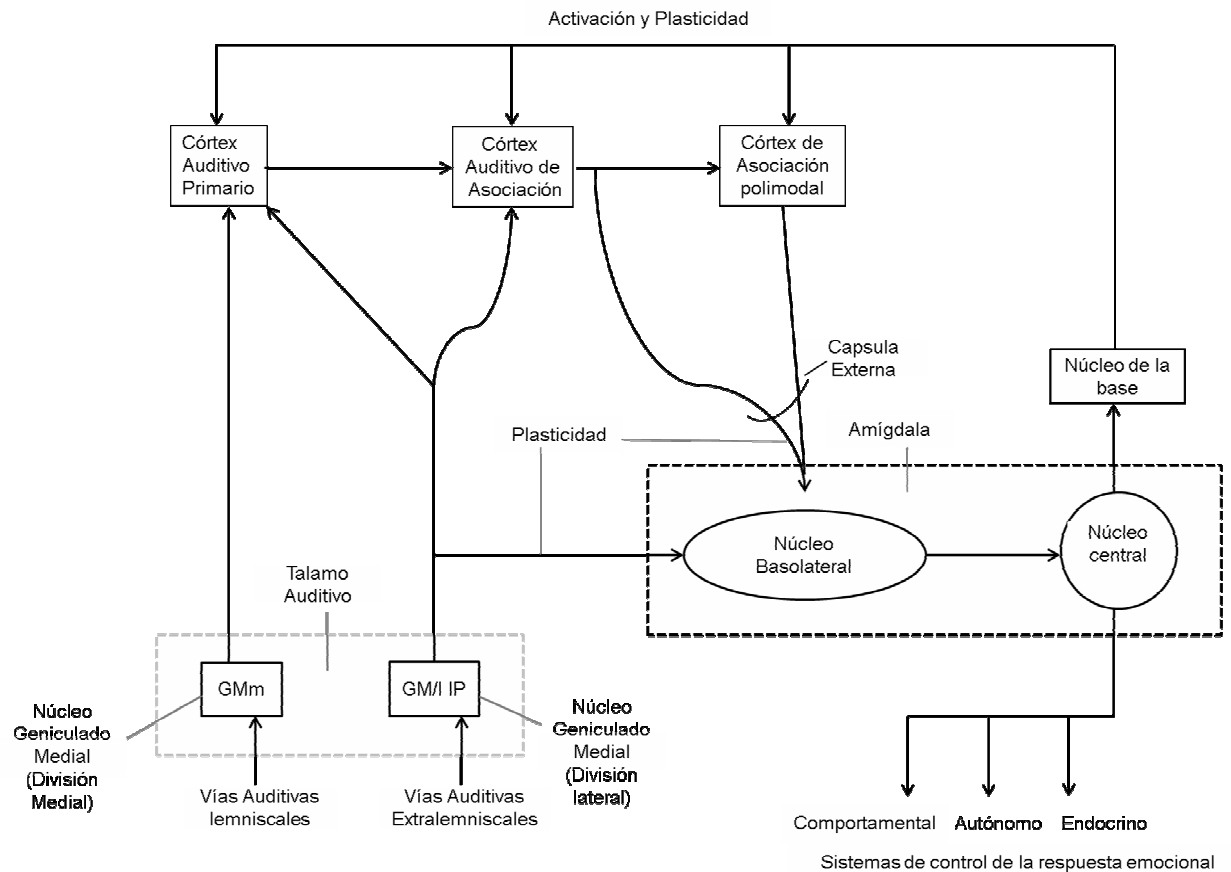 Activación y Plasticidad
Córtex
Auditivo
Primario
Córtex
Auditivo de
Asociación
Córtex de
Asociación
polimodal
Capsula
Externa
Núcleo de la
base
Plasticidad
Amígdala
Núcleo
Basolateral
Núcleo
central
Talamo
Auditivo
GMm
GM/I IP
Núcleo
Geniculado
Medial
(División
Medial)
Núcleo
Geniculado
Medial
(División
lateral)
Vías Auditivas
lemniscales
Vías Auditivas
Extralemniscales
Comportamental Autónomo Endocrino
Sistemas de control de la respuesta emocional